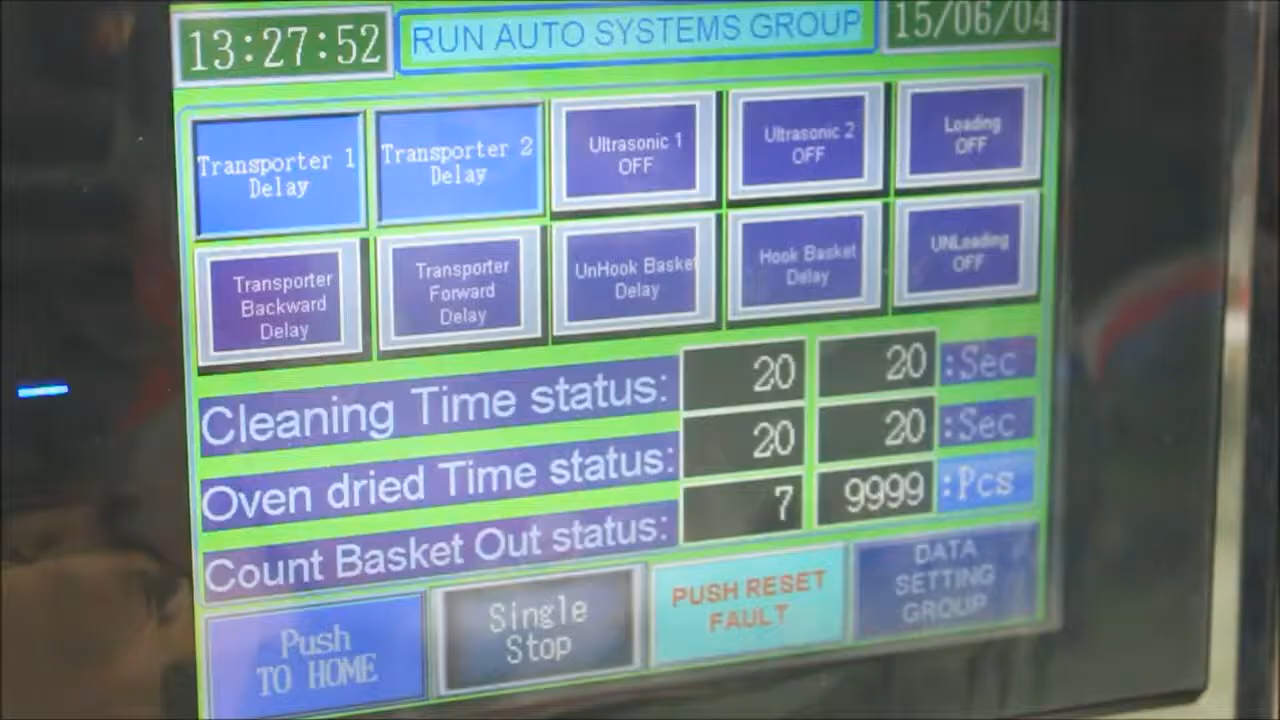 13:27:52
RUN AUTO SYSTEMS GROUP
15/06/04
Transporter 1
Delay
Transporter 2
Delay
Ultrasonic 1
OFF
Ultrasonic 2
OFF
Loading
OFF
Transporter
Backward
Delay
Transporter
Forward
Delay
UnHook Basket
Delay
Hook Basket
Delay
UNLoading
OFF
Cleaning Time status: 20 20 :Sec
Oven dried Time status: 20 20 :Sec
Count Basket Out status: 7 9999 :Pcs
Push
TO HOME
Single
Stop
PUSH RESET
FAULT
DATA
SETTING
GROUP